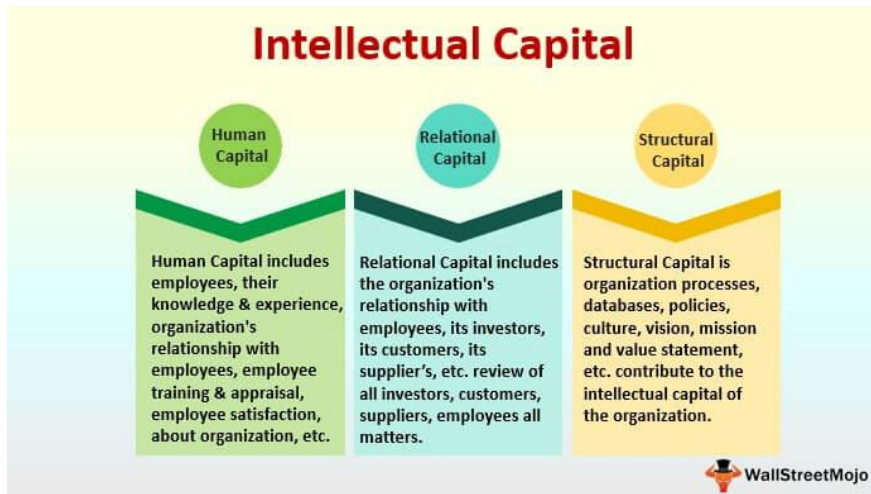 Intellectual Capital
Human
Capital
Relational
Capital
Structural
Capital
Human Capital includes
employees, their
knowledge & experience,
organization's
relationship with
employees, employee
training & appraisal,
employee satisfaction,
about organization, etc.
Relational Capital includes
the organization's
relationship with
employees, its investors,
its customers, its
supplier’s, etc. review of
all investors, customers,
suppliers, employees all
matters.
Structural Capital is
organization processes,
databases, policies,
culture, vision, mission
and value statement,
etc. contribute to the
intellectual capital of
the organization.
WallStreetMojo